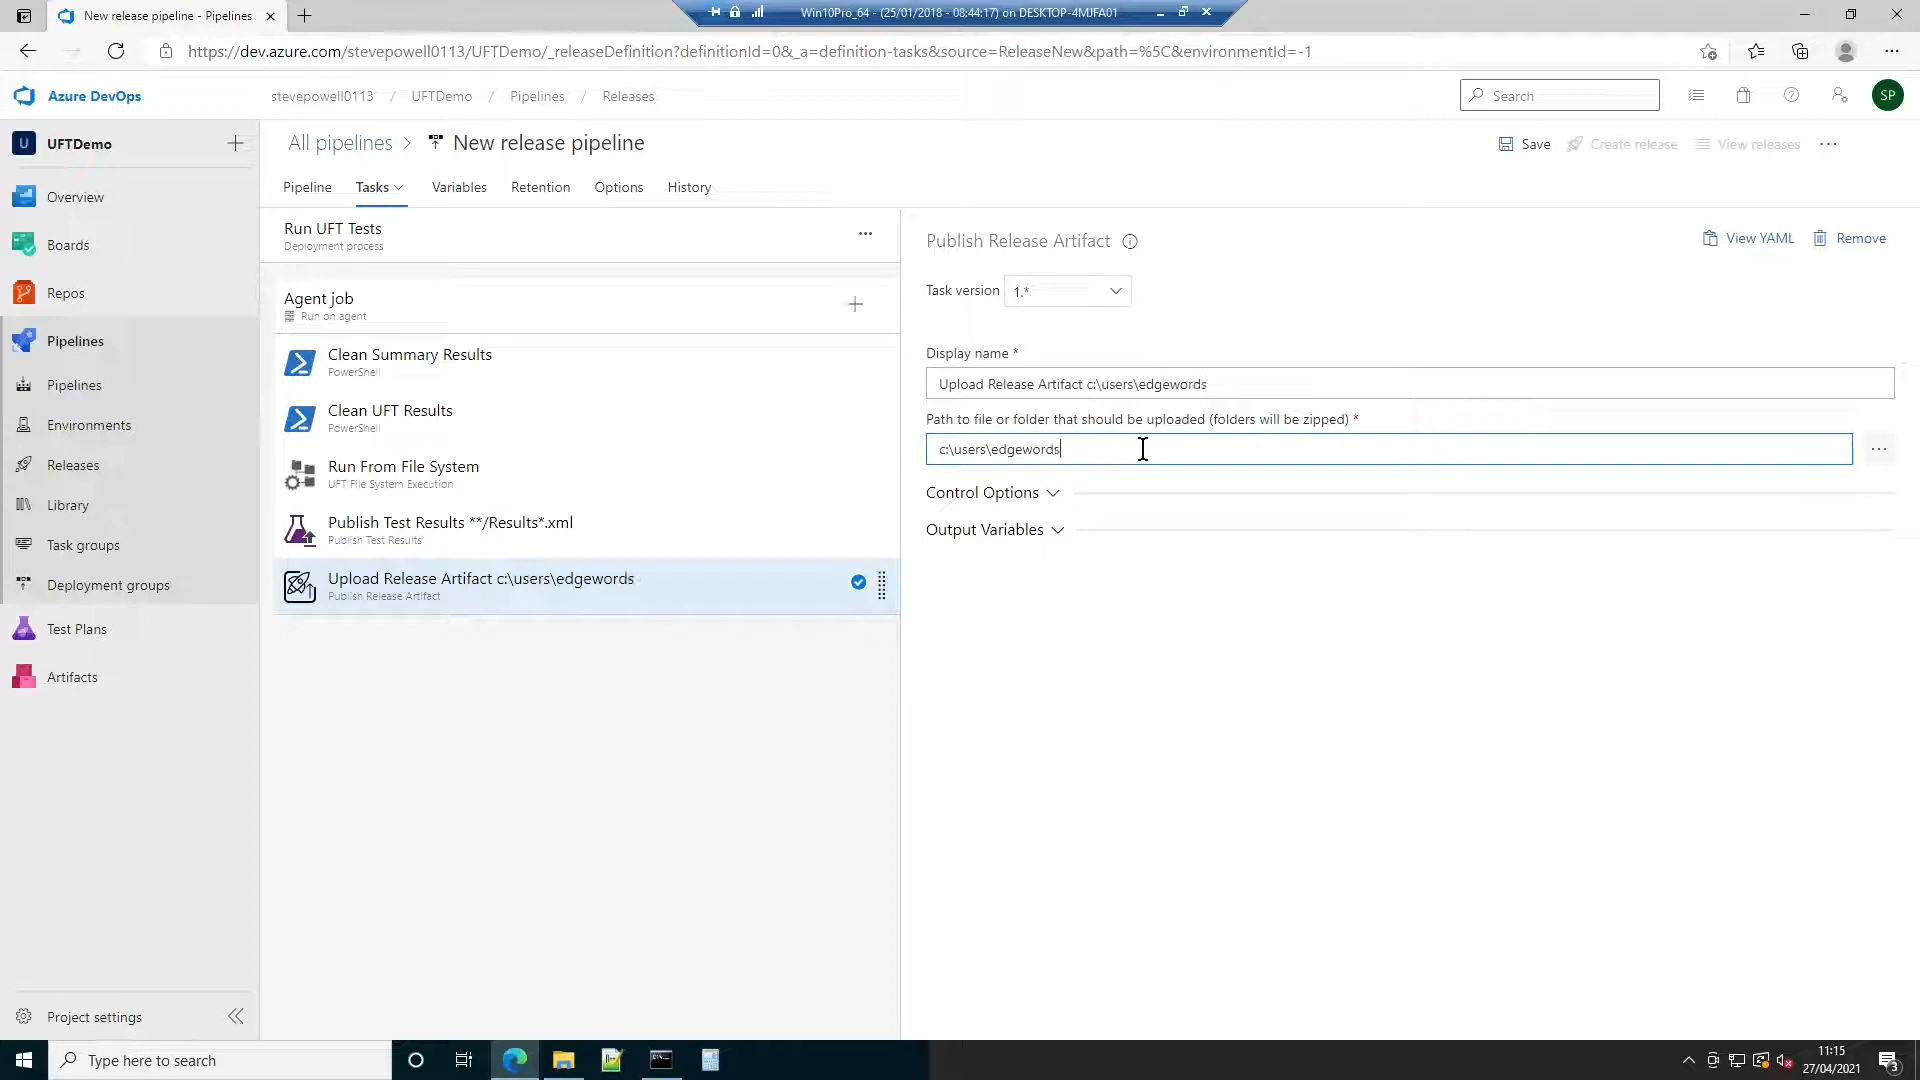 New release pipeline - Pipelines
Win10Pro_64 - (25/01/2018 - 08:44:17) on DESKTOP-4MJFA01
https://dev.azure.com/stevepowell0113/UFTDemo/_releaseDefinition?definitionId=0&_a=definition-tasks&source=ReleaseNew&path=%5C&environmentId=-1
Azure DevOps
stevepowell0113 / UFTDemo / Pipelines / Releases
Search
SP
U UFTDemo
All pipelines > New release pipeline
Save Create release View releases
Pipeline Tasks Variables Retention Options History
Overview
Boards
Repos
Pipelines
Pipelines
Environments
Releases
Library
Task groups
Deployment groups
Test Plans
Artifacts
Project settings
Run UFT Tests
Deployment process
Agent job
Run on agent
Clean Summary Results
PowerShell
Clean UFT Results
PowerShell
Run From File System
UFT File System Execution
Publish Test Results **/Results*.xml
Publish Test Results
Upload Release Artifact c:\users\edgewords
Publish Release Artifact
Publish Release Artifact
View YAML Remove
Task version 1.*
Display name *
Upload Release Artifact c:\users\edgewords
Path to file or folder that should be uploaded (folders will be zipped) *
c:\users\edgewords
Control Options
Output Variables
Type here to search
11:15
27/04/2021
3